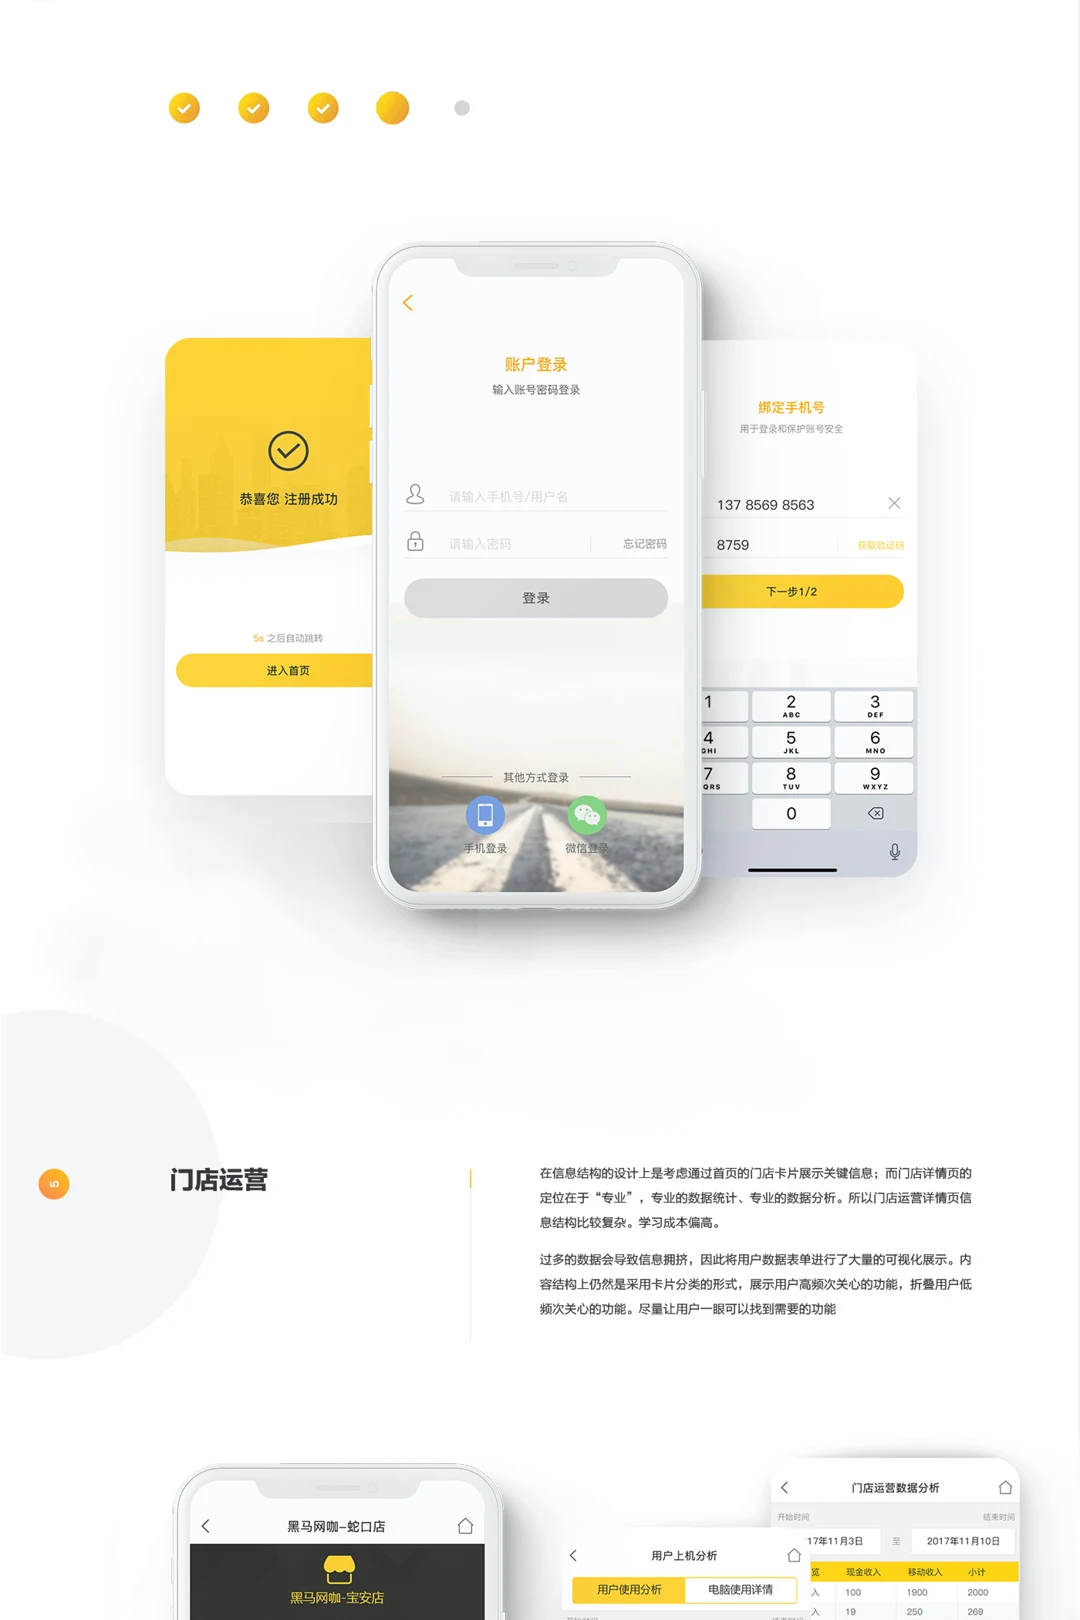 账户登录
输入账号密码登录
请输入手机号/用户名
请输入密码
忘记密码
登录
其他方式登录
手机登录
微信登录
恭喜您 注册成功
5s 之后自动跳转
进入首页
绑定手机号
用于登录和保护账号安全
137 8569 8563
8759
获取验证码
下一步1/2
1
2
ABC
3
DEF
4
GHI
5
JKL
6
MNO
7
QRS
8
TUV
9
WXYZ
0
5
门店运营
在信息结构的设计上是考虑通过首页的门店卡片展示关键信息；而门店详情页的
定位在于“专业”，专业的数据统计、专业的数据分析。所以门店运营详情页信
息结构比较复杂。学习成本偏高。
过多的数据会导致信息拥挤，因此将用户数据表单进行了大量的可视化展示。内
容结构上仍然是采用卡片分类的形式，展示用户高频次关心的功能，折叠用户低
频次关心的功能。尽量让用户一眼可以找到需要的功能
黑马网咖-蛇口店
黑马网咖-宝安店
用户上机分析
用户使用分析
电脑使用详情
门店运营数据分析
开始时间
结束时间
17年11月3日
至
2017年11月10日
览
现金收入
移动收入
小计
入
100
1900
2000
入
19
250
269